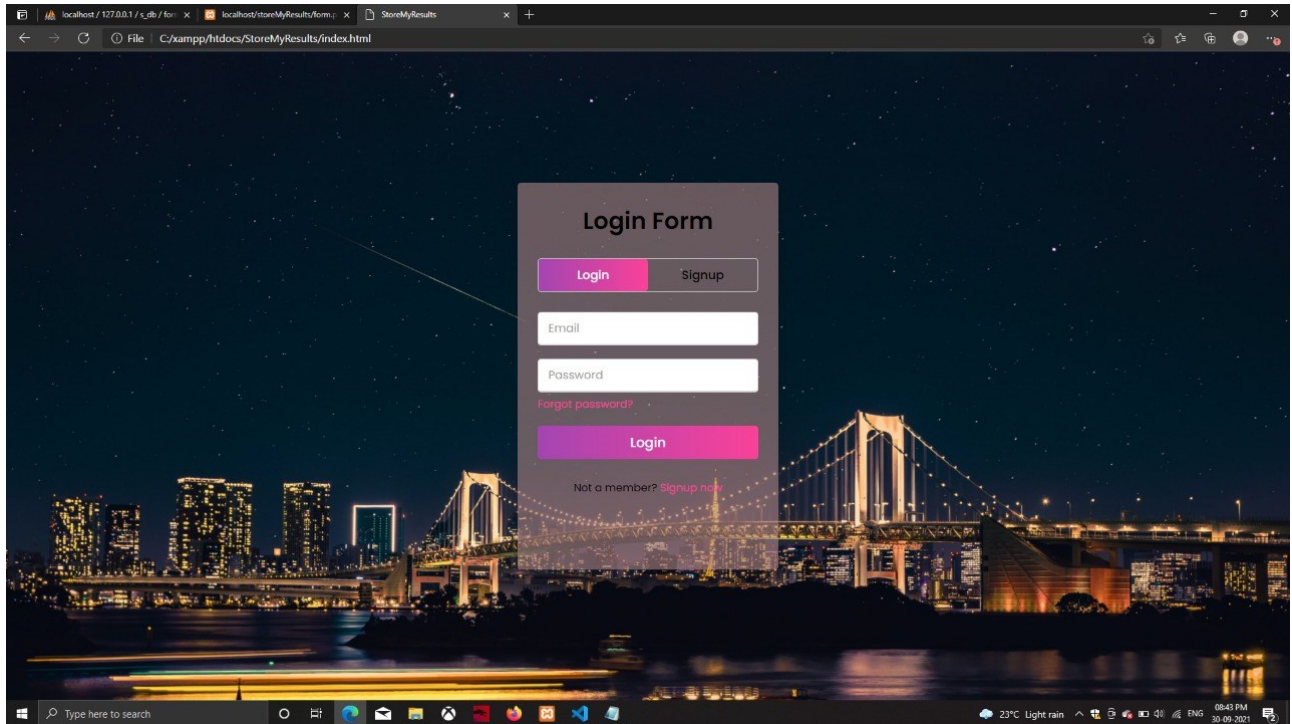 localhost / 127.0.0.1 / s_db / for
localhost/storeMyResults/form.p
StoreMyResults
File
C:/xampp/htdocs/StoreMyResults/index.html
Login Form
Login
Signup
Email
Password
Forgot password?
Login
Not a member? Signup now
Type here to search
23°C Light rain
ENG
08:43 PM
30-09-2021